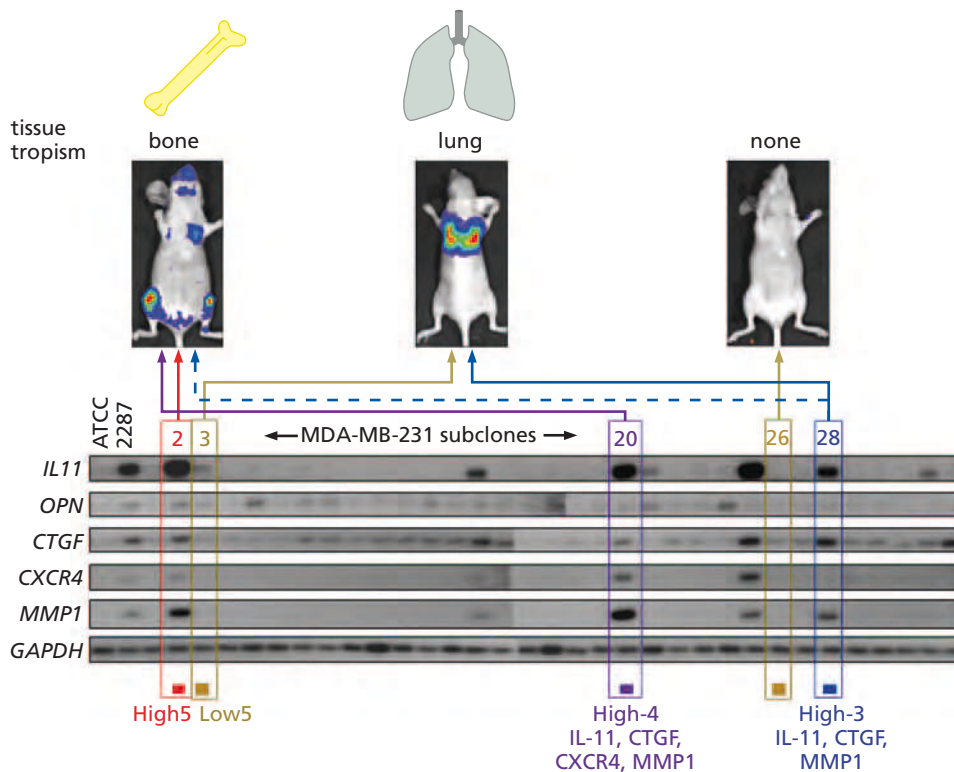 tissue
tropism
bone
lung
none
ATCC
2287
2
3
MDA-MB-231 subclones
20
26
28
IL11
OPN
CTGF
CXCR4
MMP1
GAPDH
High5
Low5
High-4
IL-11, CTGF,
CXCR4, MMP1
High-3
IL-11, CTGF,
MMP1